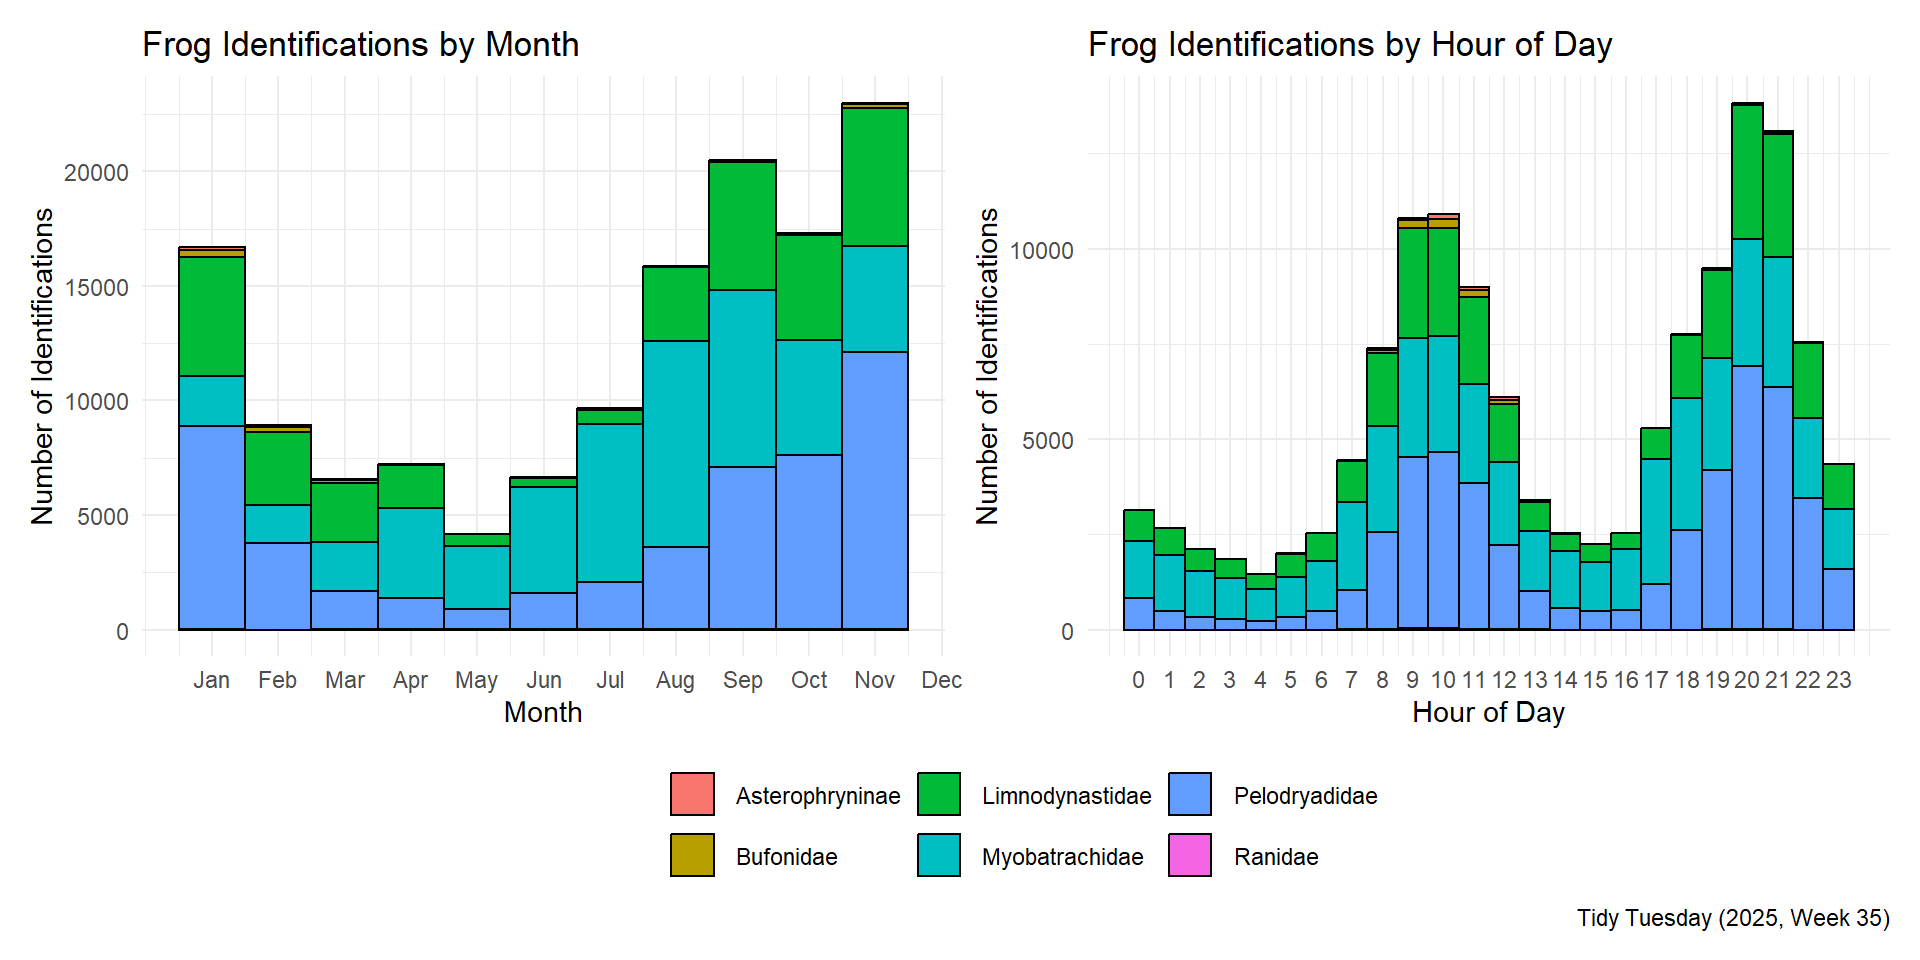 Frog Identifications by Month
Number of Identifications
20000
15000
10000
5000
0
Jan Feb Mar Apr May Jun Jul Aug Sep Oct Nov Dec
Month
Frog Identifications by Hour of Day
Number of Identifications
10000
5000
0
0 1 2 3 4 5 6 7 8 9 10 11 12 13 14 15 16 17 18 19 20 21 22 23
Hour of Day
Asterophryninae Limnodynastidae Pelodryadidae
Bufonidae Myobatrachidae Ranidae
Tidy Tuesday (2025, Week 35)